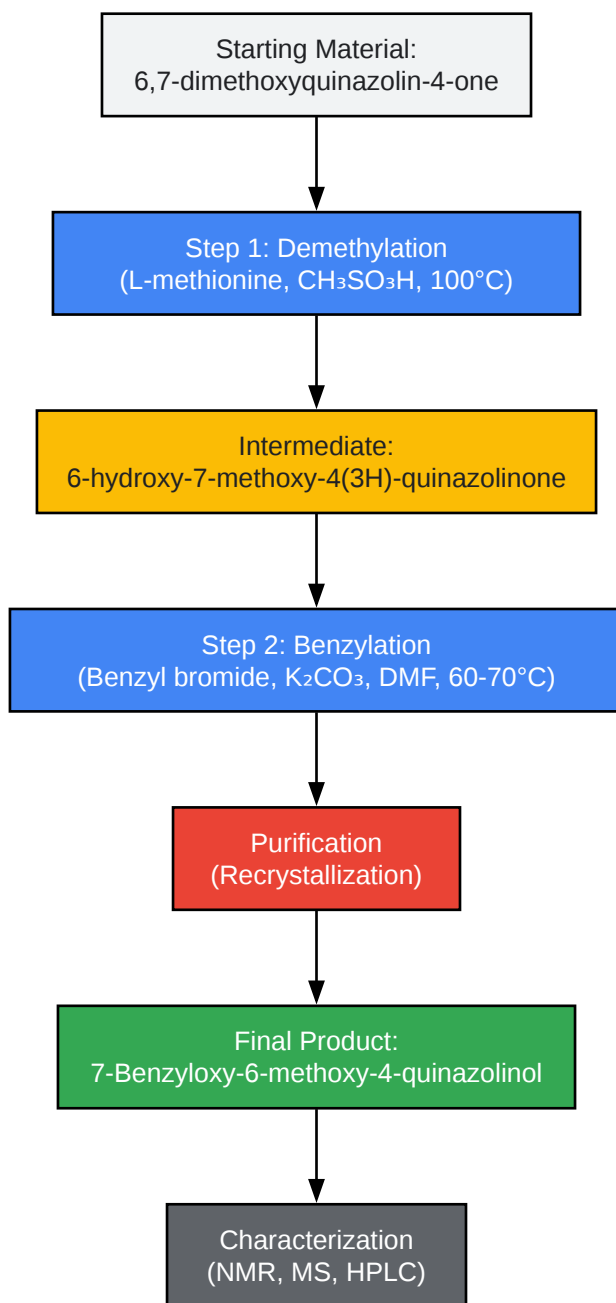 Starting Material:
6,7-dimethoxyquinazolin-4-one
Step 1: Demethylation
(L-methionine, CH₃SO₃H, 100°C)
Intermediate:
6-hydroxy-7-methoxy-4(3H)-quinazolinone
Step 2: Benzylation
(Benzyl bromide, K₂CO₃, DMF, 60-70°C)
Purification
(Recrystallization)
Final Product:
7-Benzyloxy-6-methoxy-4-quinazolinol
Characterization
(NMR, MS, HPLC)